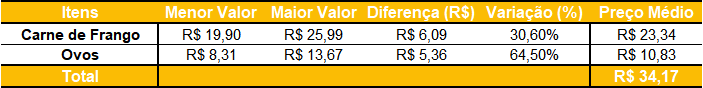 Itens Menor Valor Maior Valor Diferença (R$) Variação (%) Preço Médio
Carne de Frango R$ 19,90 R$ 25,99 R$ 6,09 30,60% R$ 23,34
Ovos R$ 8,31 R$ 13,67 R$ 5,36 64,50% R$ 10,83
Total R$ 34,17